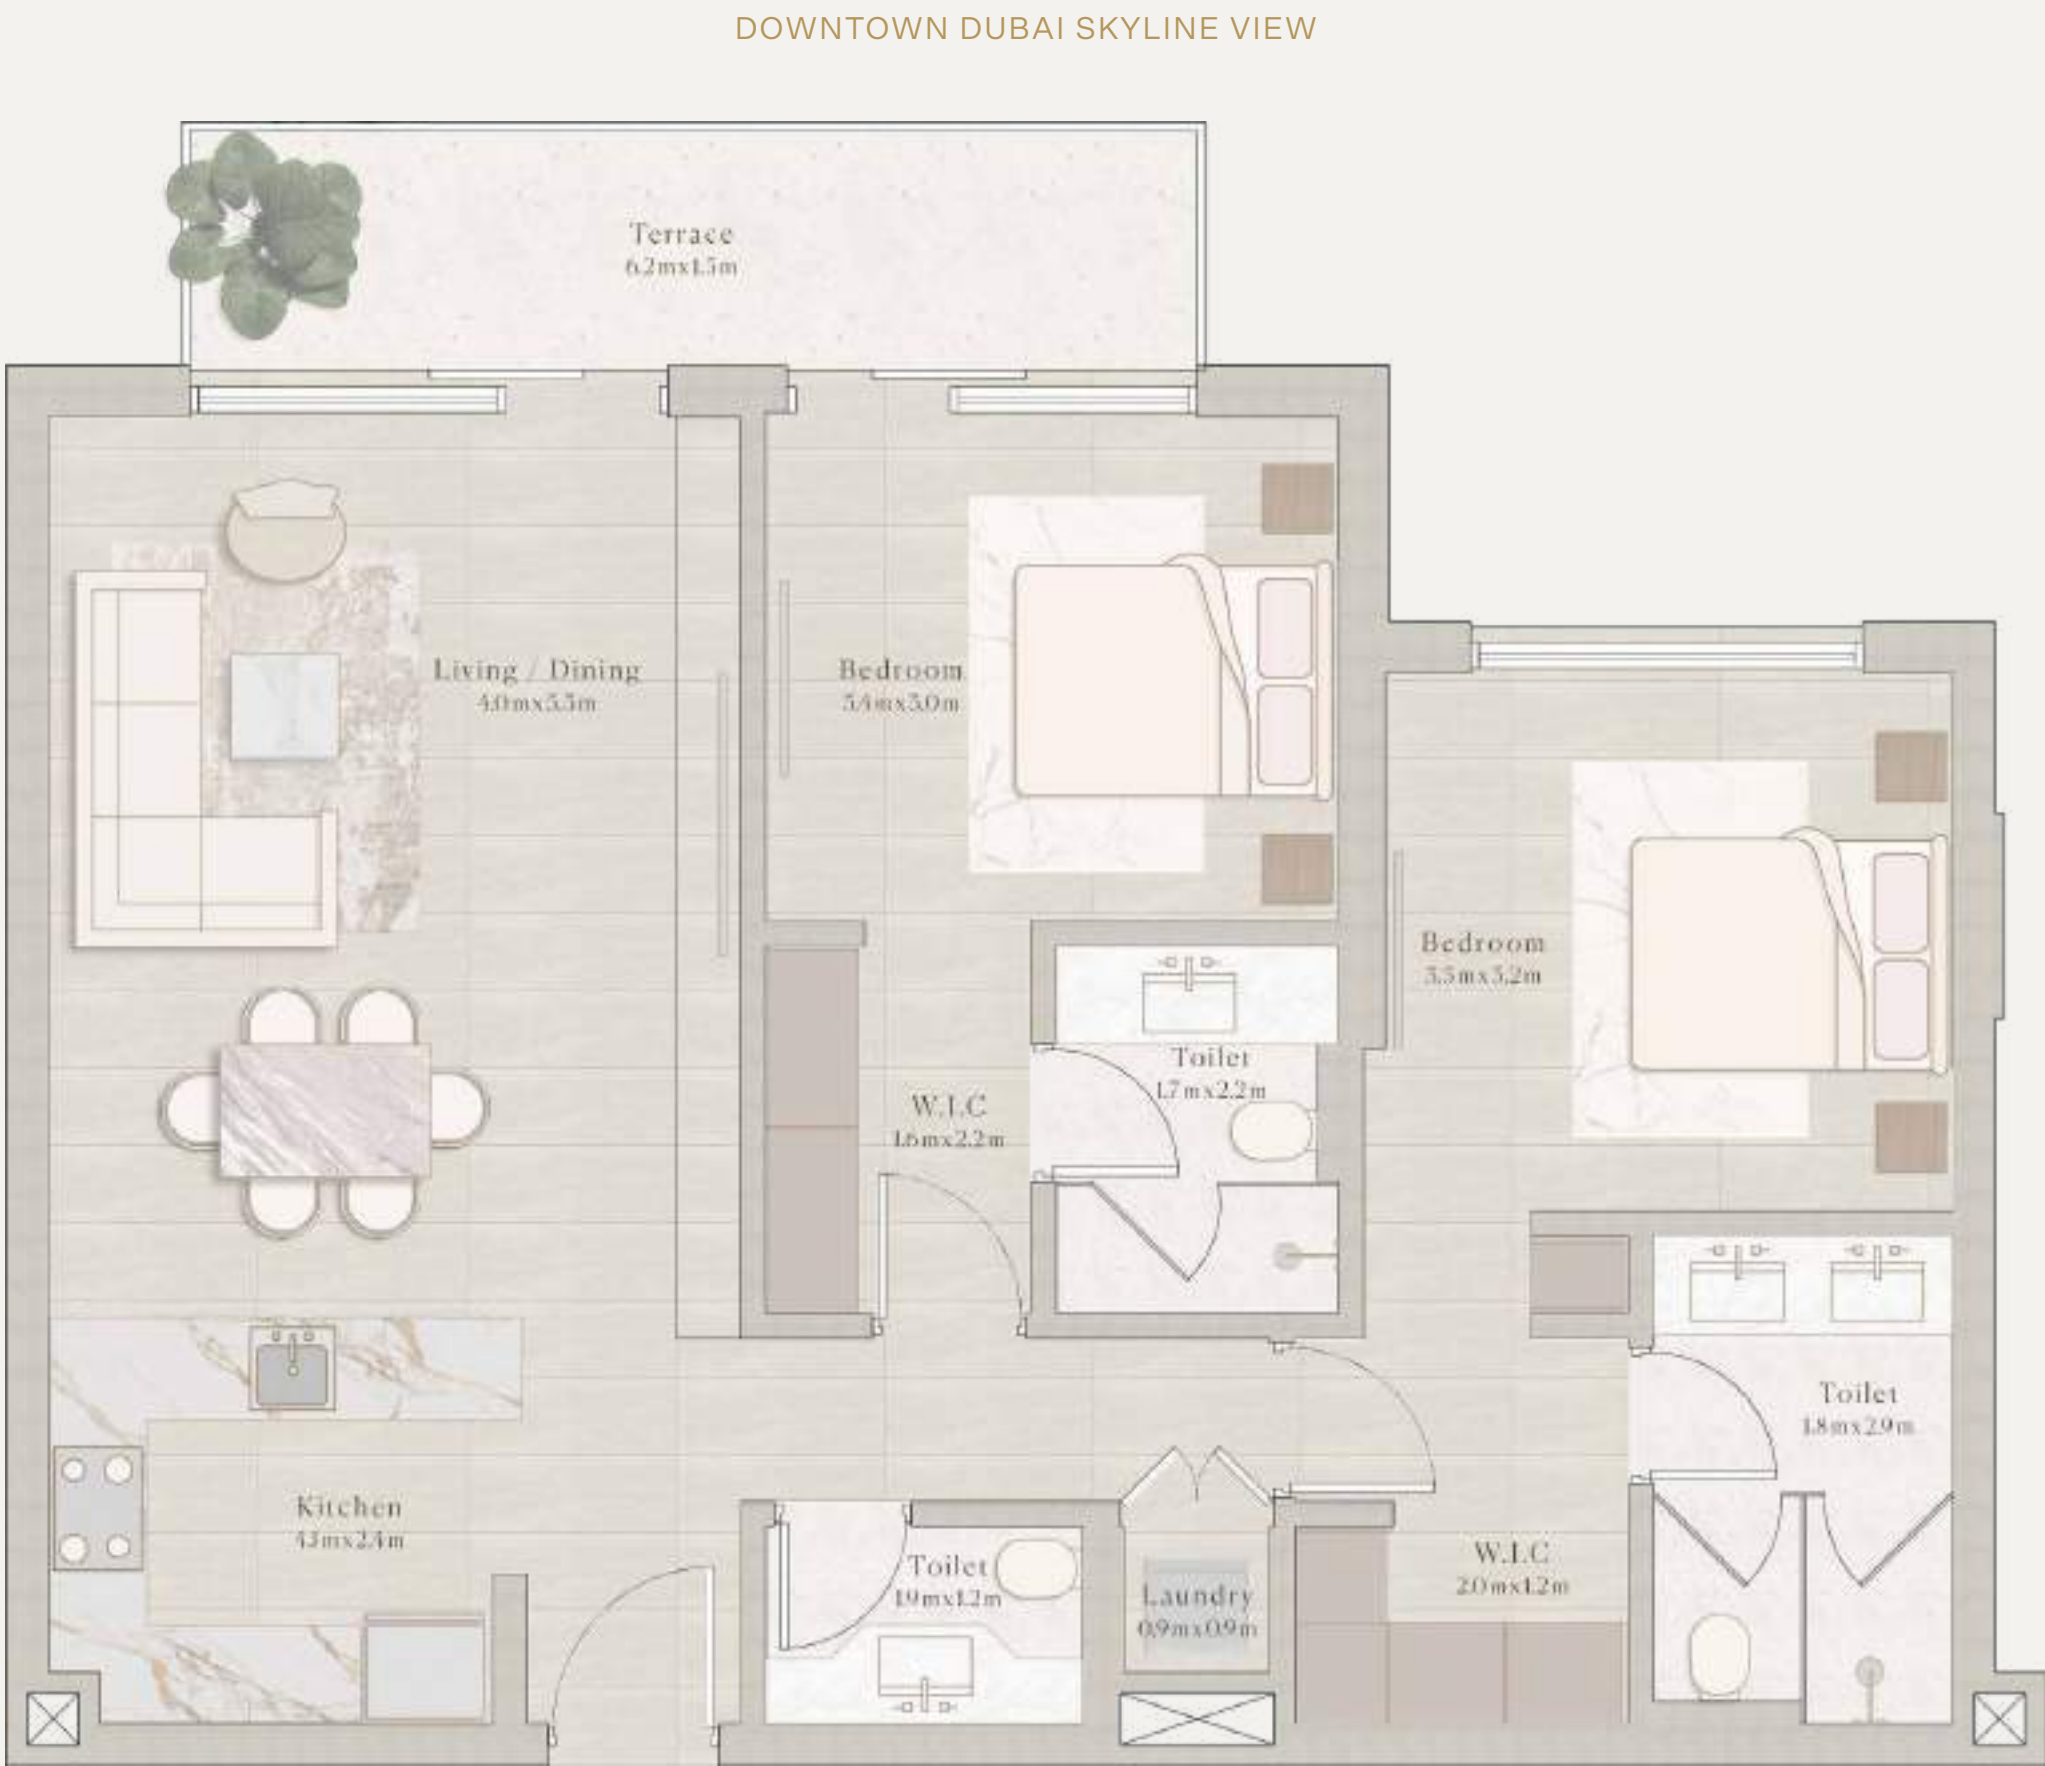 DOWNTOWN DUBAI SKYLINE VIEW
Terrace
6.2mx1.5m
Living / Dining
4.0mx5.5m
Bedroom
3.4mx3.0m
Bedroom
3.5mx3.2m
Toilet
1.7mx2.2m
W.I.C
1.6mx2.2m
Toilet
1.8mx2.9m
Kitchen
4.3mx2.4m
Toilet
1.9mx1.2m
Laundry
0.9mx0.9m
W.I.C
2.0mx1.2m